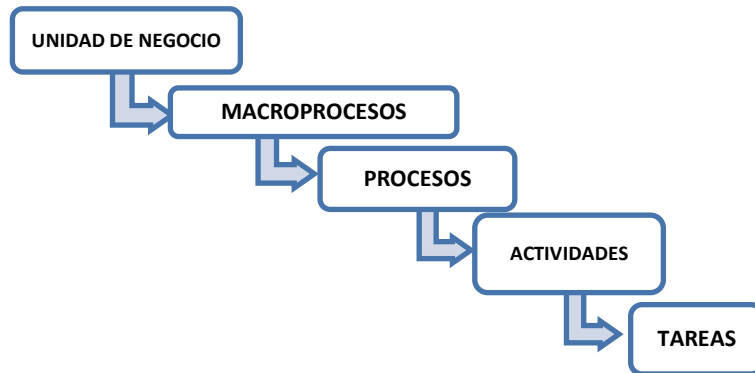 UNIDAD DE NEGOCIO
MACROPROCESOS
PROCESOS
ACTIVIDADES
TAREAS